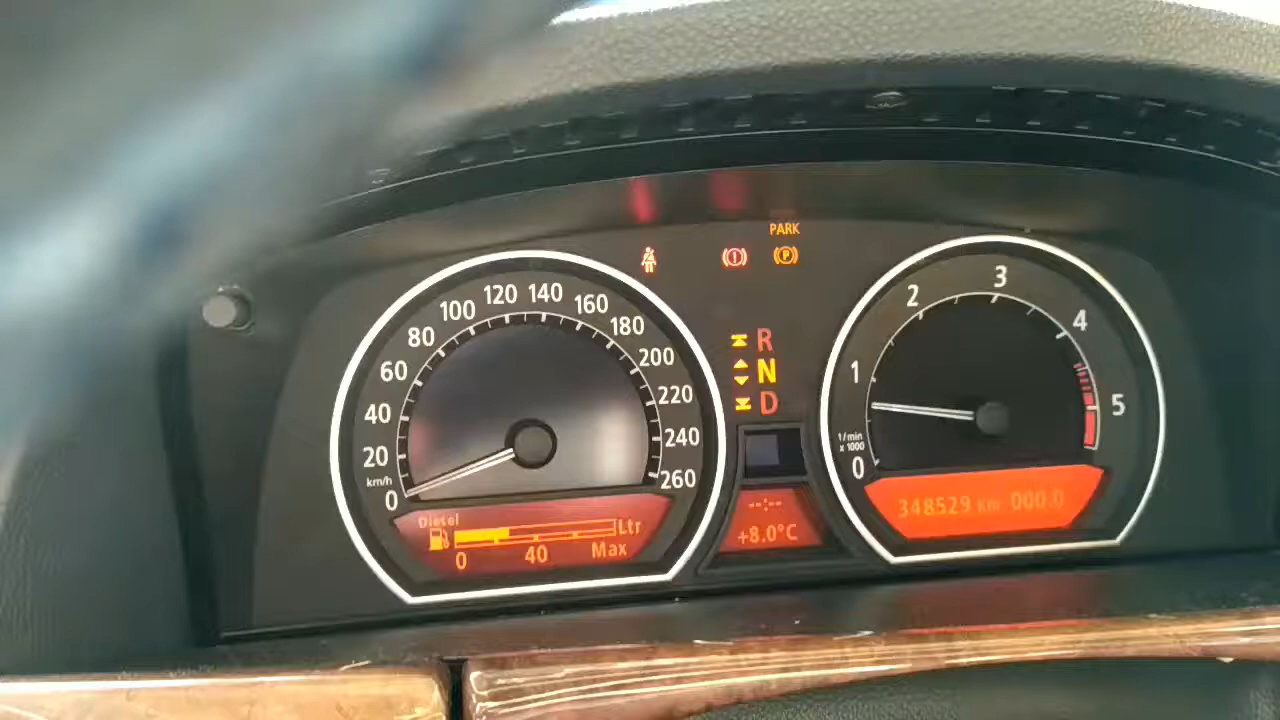 PARK
P
20
40
60
80
100
120
140
160
180
200
220
240
260
km/h
0
R
N
D
1
2
3
4
5
1/min
x 1000
0
Diesel
Ltr
0 40 Max
--:--
+8.0°C
348529 km 000.0